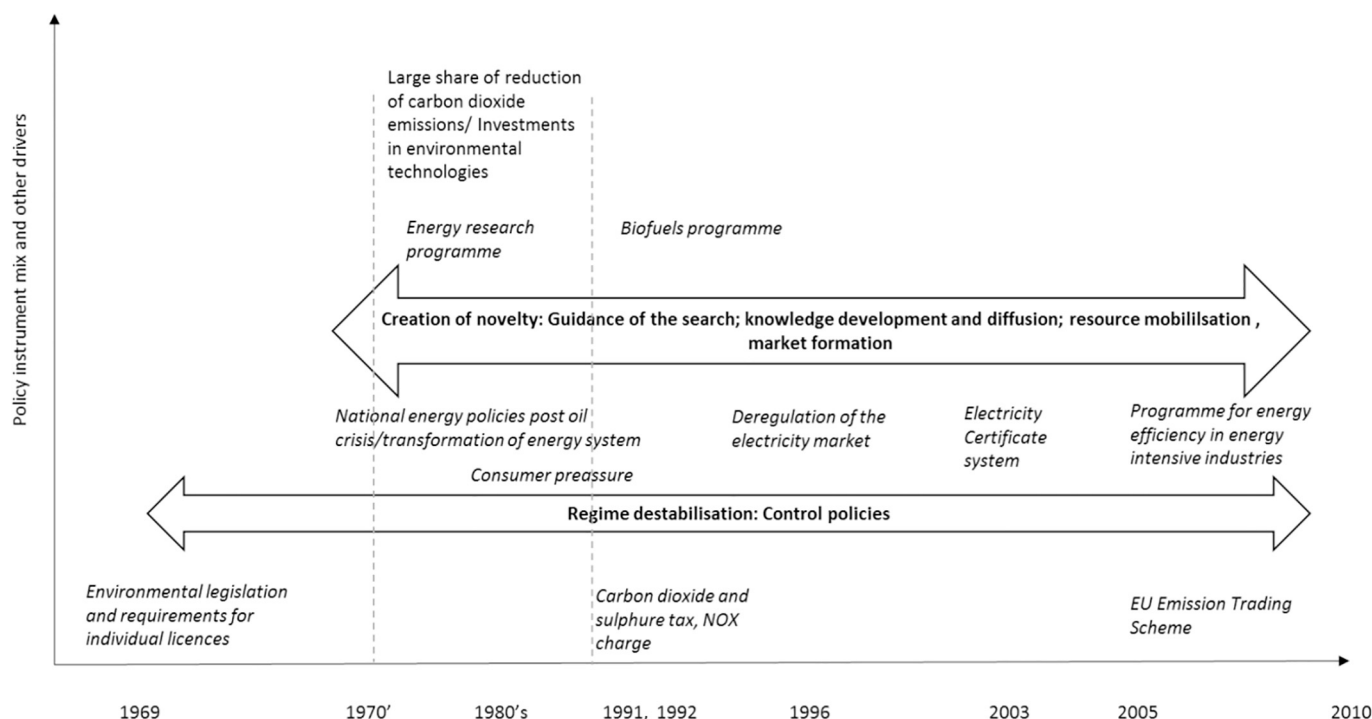 Policy instrument mix and other drivers
Large share of reduction
of carbon dioxide
emissions/ Investments
in environmental
technologies
Energy research
programme
Biofuels programme
Creation of novelty: Guidance of the search; knowledge development and diffusion; resource mobililsation ,
market formation
National energy policies post oil
crisis/transformation of energy system
Deregulation of the
electricity market
Electricity
Certificate
system
Programme for energy
efficiency in energy
intensive industries
Consumer preassure
Regime destabilisation: Control policies
Environmental legislation
and requirements for
individual licences
Carbon dioxide and
sulphure tax, NOX
charge
EU Emission Trading
Scheme
1969 1970' 1980's 1991, 1992 1996 2003 2005 2010